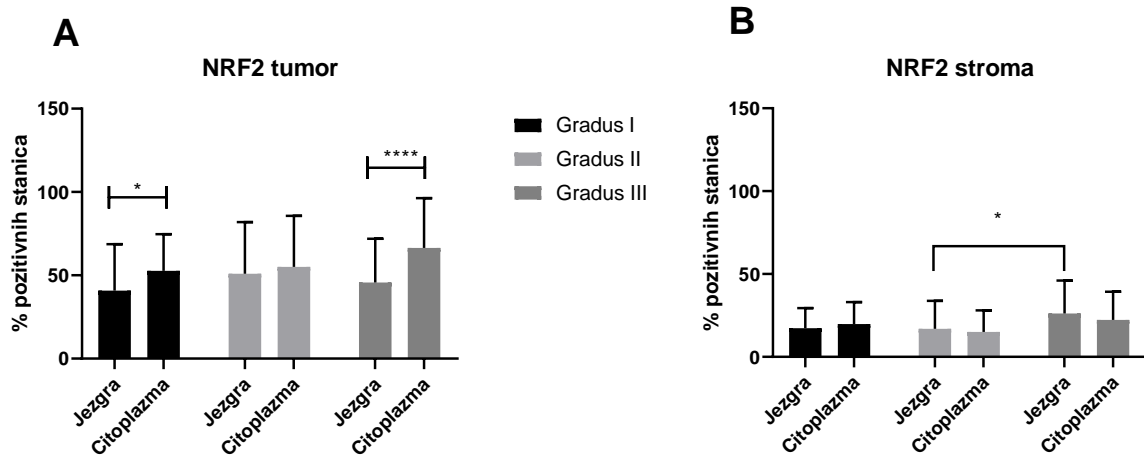 A
NRF2 tumor
% pozitivnih stanica
150
100
50
0
*
****
Jezgra
Citoplazma
Jezgra
Citoplazma
Jezgra
Citoplazma
Gradus I
Gradus II
Gradus III
B
NRF2 stroma
% pozitivnih stanica
150
100
50
0
*
Jezgra
Citoplazma
Jezgra
Citoplazma
Jezgra
Citoplazma